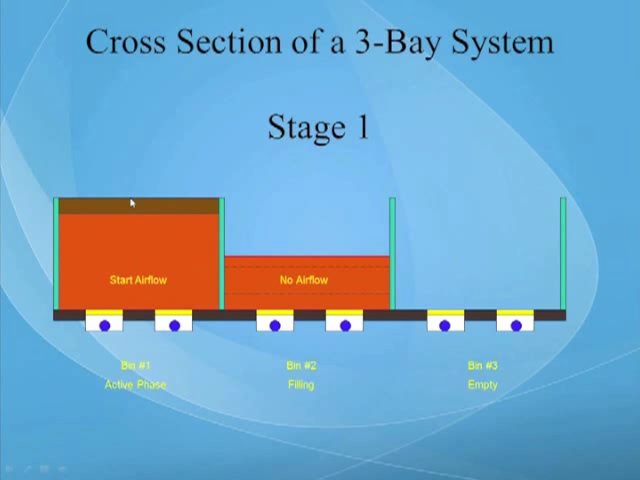 Cross Section of a 3-Bay System
Stage 1
Start Airflow
No Airflow
Bin #1
Bin #2
Bin #3
Active Phase
Filling
Empty